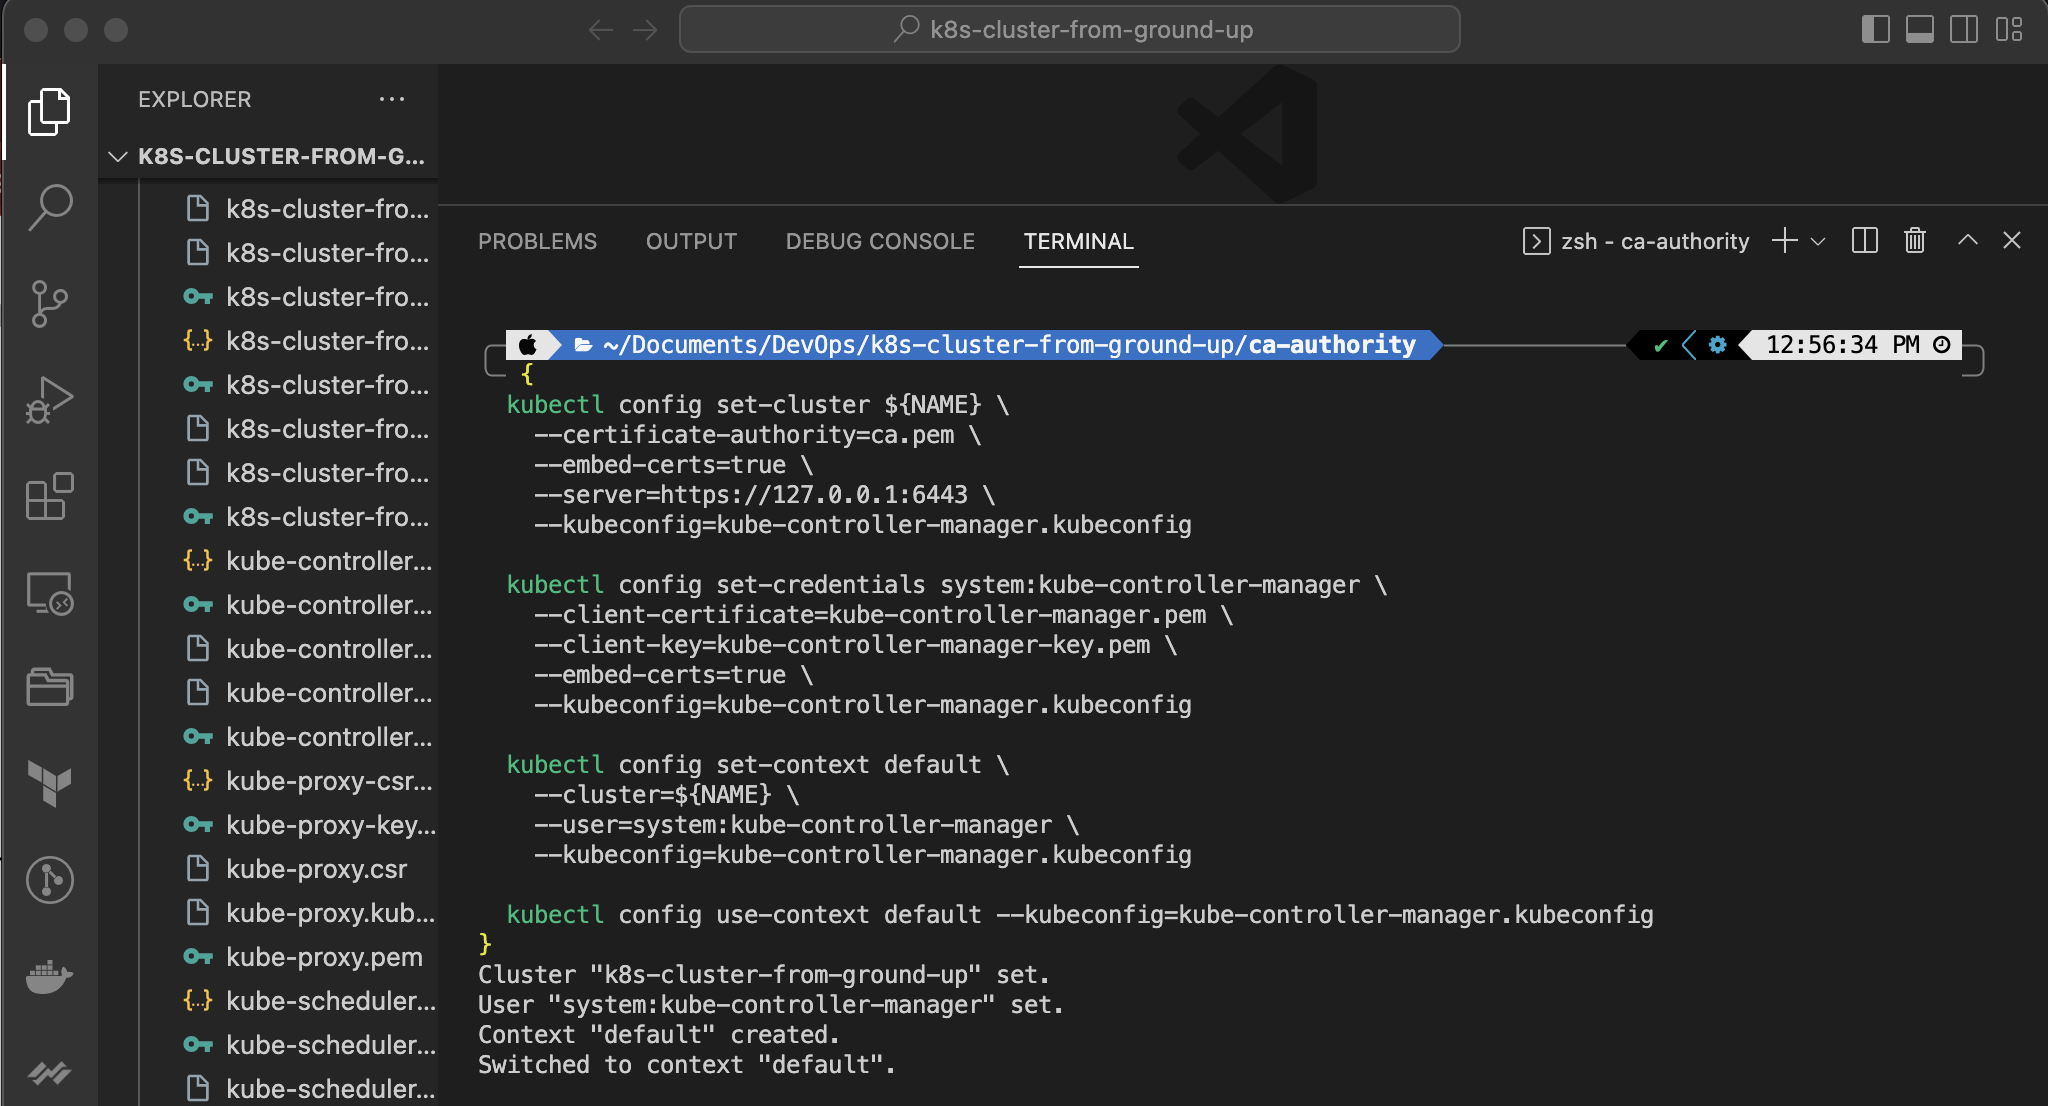 k8s-cluster-from-ground-up
EXPLORER
K8S-CLUSTER-FROM-G...
k8s-cluster-fro...
k8s-cluster-fro...
k8s-cluster-fro...
k8s-cluster-fro...
k8s-cluster-fro...
k8s-cluster-fro...
k8s-cluster-fro...
k8s-cluster-fro...
kube-controller...
kube-controller...
kube-controller...
kube-controller...
kube-controller...
kube-proxy-csr...
kube-proxy-key...
kube-proxy.csr
kube-proxy.kub...
kube-proxy.pem
kube-scheduler...
kube-scheduler...
kube-scheduler...
PROBLEMS OUTPUT DEBUG CONSOLE TERMINAL zsh - ca-authority
~/Documents/DevOps/k8s-cluster-from-ground-up/ca-authority 12:56:34 PM
{
kubectl config set-cluster ${NAME} \
--certificate-authority=ca.pem \
--embed-certs=true \
--server=https://127.0.0.1:6443 \
--kubeconfig=kube-controller-manager.kubeconfig
kubectl config set-credentials system:kube-controller-manager \
--client-certificate=kube-controller-manager.pem \
--client-key=kube-controller-manager-key.pem \
--embed-certs=true \
--kubeconfig=kube-controller-manager.kubeconfig
kubectl config set-context default \
--cluster=${NAME} \
--user=system:kube-controller-manager \
--kubeconfig=kube-controller-manager.kubeconfig
kubectl config use-context default --kubeconfig=kube-controller-manager.kubeconfig
}
Cluster "k8s-cluster-from-ground-up" set.
User "system:kube-controller-manager" set.
Context "default" created.
Switched to context "default".